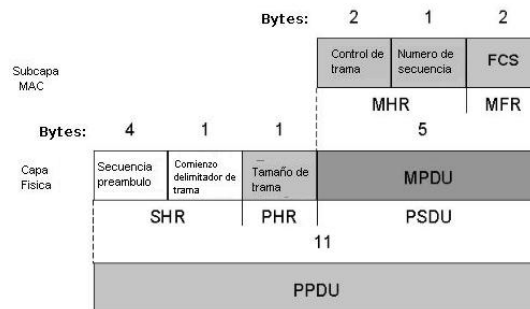 Bytes: 2 1 2
Subcapa MAC
Control de trama
Numero de secuencia
FCS
MHR MFR
Bytes: 4 1 1 5
Capa Fisica
Secuencia preambulo
Comienzo delimitador de trama
Tamaño de trama
MPDU
SHR PHR PSDU
11
PPDU